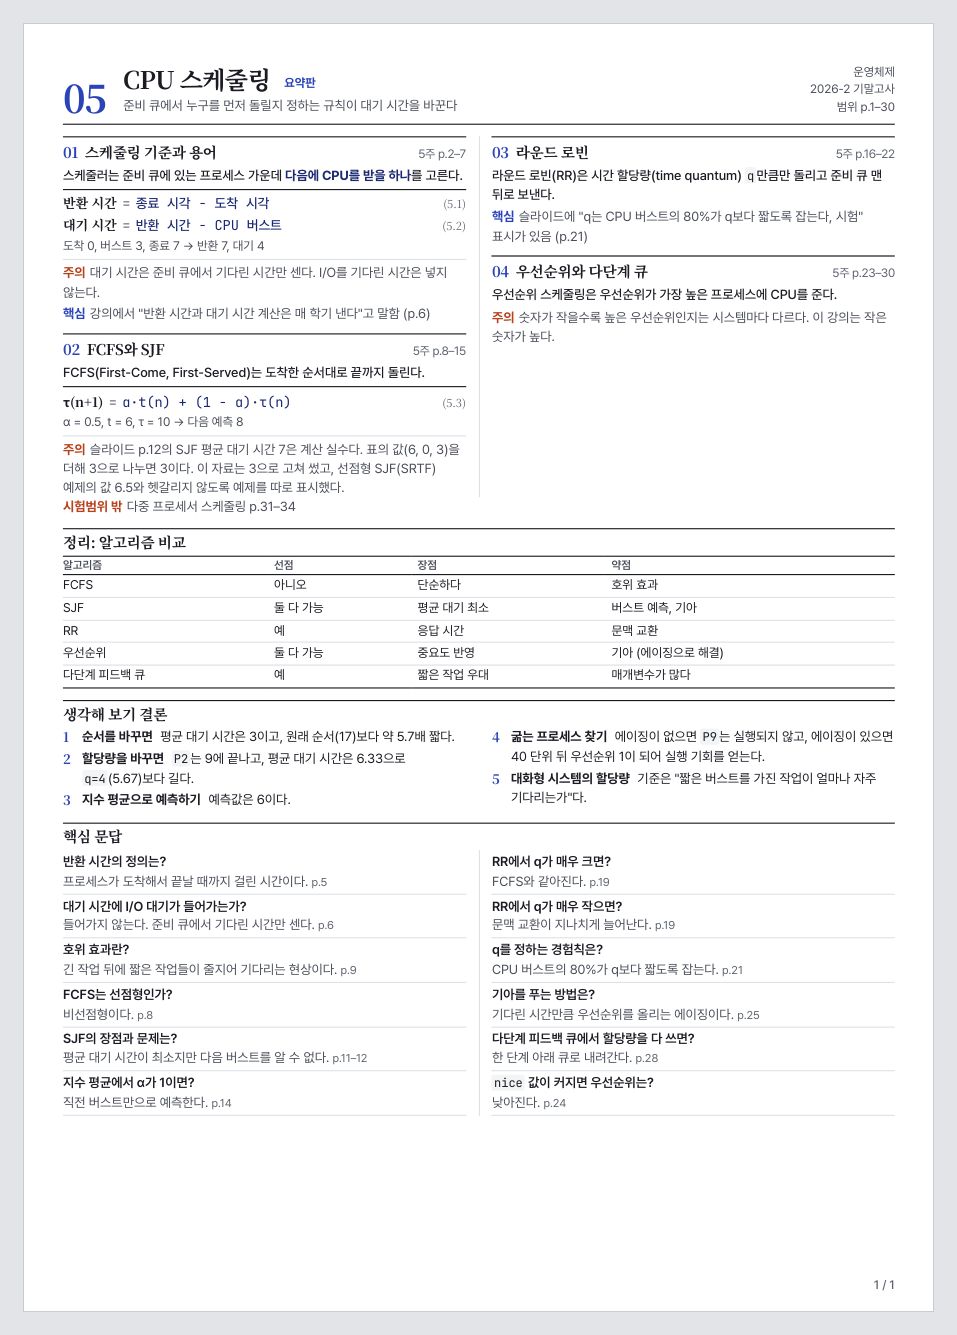 05
CPU 스케줄링 요약판
준비 큐에서 누구를 먼저 돌릴지 정하는 규칙이 대기 시간을 바꾼다
운영체제
2026-2 기말고사
범위 p.1–30
01 스케줄링 기준과 용어 5주 p.2–7
스케줄러는 준비 큐에 있는 프로세스 가운데 다음에 CPU를 받을 하나를 고른다.
반환 시간 = 종료 시각 - 도착 시각 (5.1)
대기 시간 = 반환 시간 - CPU 버스트 (5.2)
도착 0, 버스트 3, 종료 7 → 반환 7, 대기 4
주의 대기 시간은 준비 큐에서 기다린 시간만 센다. I/O를 기다린 시간은 넣지
않는다.
핵심 강의에서 "반환 시간과 대기 시간 계산은 매 학기 낸다"고 말함 (p.6)
02 FCFS와 SJF 5주 p.8–15
FCFS(First-Come, First-Served)는 도착한 순서대로 끝까지 돌린다.
τ(n+1) = α·t(n) + (1 - α)·τ(n) (5.3)
α = 0.5, t = 6, τ = 10 → 다음 예측 8
주의 슬라이드 p.12의 SJF 평균 대기 시간 7은 계산 실수다. 표의 값(6, 0, 3)을
더해 3으로 나누면 3이다. 이 자료는 3으로 고쳐 썼고, 선점형 SJF(SRTF)
예제의 값 6.5와 헷갈리지 않도록 예제를 따로 표시했다.
시험범위 밖 다중 프로세서 스케줄링 p.31–34
03 라운드 로빈 5주 p.16–22
라운드 로빈(RR)은 시간 할당량(time quantum) q만큼만 돌리고 준비 큐 맨
뒤로 보낸다.
핵심 슬라이드에 "q는 CPU 버스트의 80%가 q보다 짧도록 잡는다, 시험"
표시가 있음 (p.21)
04 우선순위와 다단계 큐 5주 p.23–30
우선순위 스케줄링은 우선순위가 가장 높은 프로세스에 CPU를 준다.
주의 숫자가 작을수록 높은 우선순위인지는 시스템마다 다르다. 이 강의는 작은
숫자가 높다.
정리: 알고리즘 비교
알고리즘 선점 장점 약점
FCFS 아니오 단순하다 호위 효과
SJF 둘 다 가능 평균 대기 최소 버스트 예측, 기아
RR 예 응답 시간 문맥 교환
우선순위 둘 다 가능 중요도 반영 기아 (에이징으로 해결)
다단계 피드백 큐 예 짧은 작업 우대 매개변수가 많다
생각해 보기 결론
1 순서를 바꾸면 평균 대기 시간은 3이고, 원래 순서(17)보다 약 5.7배 짧다.
2 할당량을 바꾸면 P2는 9에 끝나고, 평균 대기 시간은 6.33으로
q=4(5.67)보다 길다.
3 지수 평균으로 예측하기 예측값은 6이다.
4 굶는 프로세스 찾기 에이징이 없으면 P9는 실행되지 않고, 에이징이 있으면
40 단위 뒤 우선순위 1이 되어 실행 기회를 얻는다.
5 대화형 시스템의 할당량 기준은 "짧은 버스트를 가진 작업이 얼마나 자주
기다리는가"다.
핵심 문답
반환 시간의 정의는?
프로세스가 도착해서 끝날 때까지 걸린 시간이다. p.5
대기 시간에 I/O 대기가 들어가는가?
들어가지 않는다. 준비 큐에서 기다린 시간만 센다. p.6
호위 효과란?
긴 작업 뒤에 짧은 작업들이 줄지어 기다리는 현상이다. p.9
FCFS는 선점형인가?
비선점형이다. p.8
SJF의 장점과 문제는?
평균 대기 시간이 최소지만 다음 버스트를 알 수 없다. p.11–12
지수 평균에서 α가 1이면?
직전 버스트만으로 예측한다. p.14
RR에서 q가 매우 크면?
FCFS와 같아진다. p.19
RR에서 q가 매우 작으면?
문맥 교환이 지나치게 늘어난다. p.19
q를 정하는 경험칙은?
CPU 버스트의 80%가 q보다 짧도록 잡는다. p.21
기아를 푸는 방법은?
기다린 시간만큼 우선순위를 올리는 에이징이다. p.25
다단계 피드백 큐에서 할당량을 다 쓰면?
한 단계 아래 큐로 내려간다. p.28
nice 값이 커지면 우선순위는?
낮아진다. p.24
1 / 1